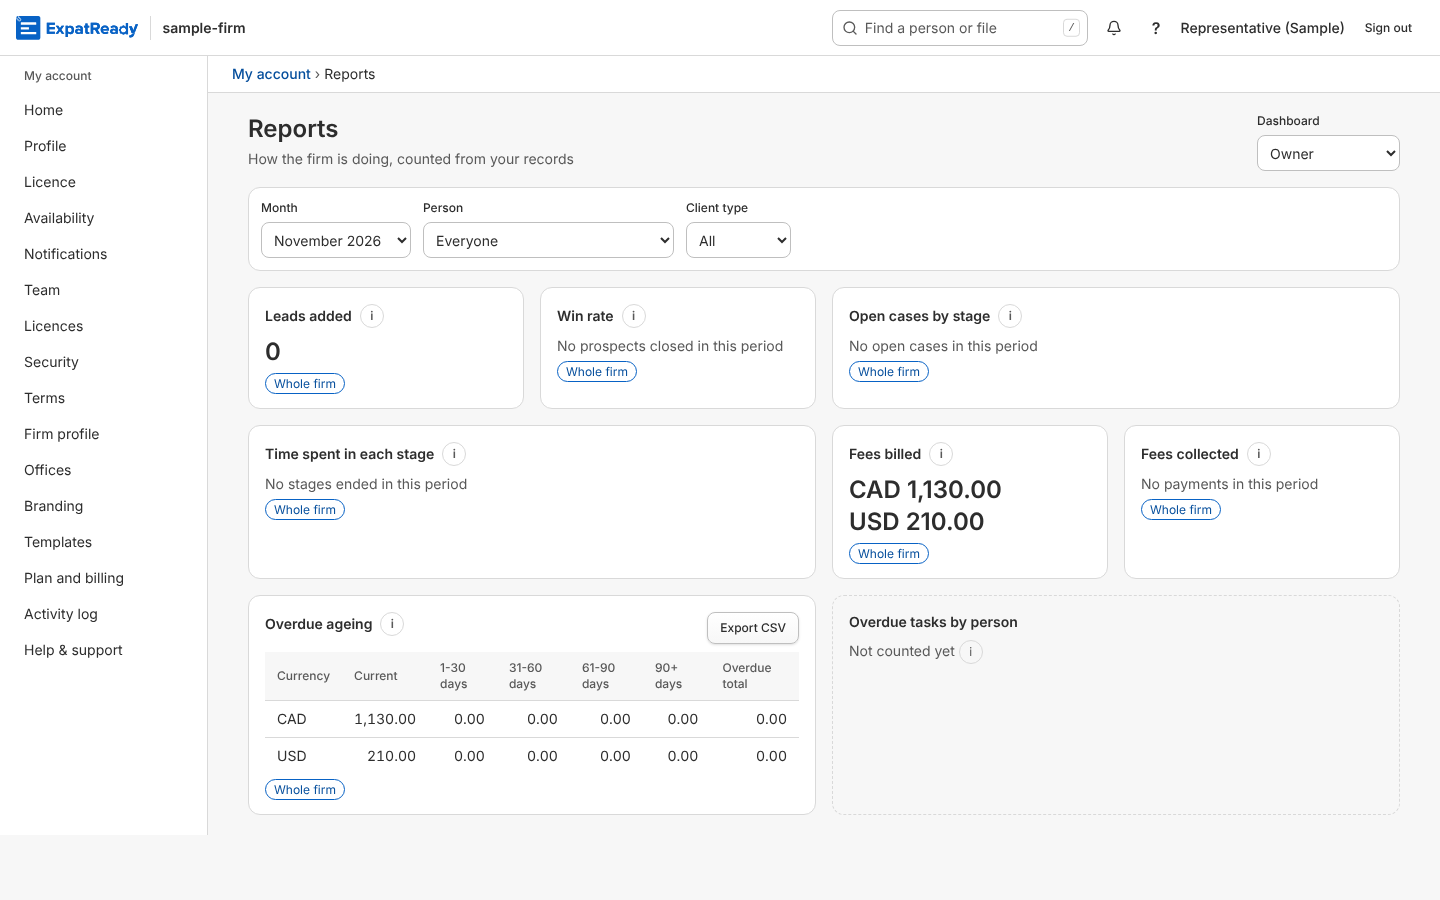 ExpatReady
sample-firm
Find a person or file
/
?
Representative (Sample)
Sign out
My account
Home
Profile
Licence
Availability
Notifications
Team
Licences
Security
Terms
Firm profile
Offices
Branding
Templates
Plan and billing
Activity log
Help & support
My account › Reports
Reports
How the firm is doing, counted from your records
Dashboard
Owner
Month
November 2026
Person
Everyone
Client type
All
Leads added i
0
Whole firm
Win rate i
No prospects closed in this period
Whole firm
Open cases by stage i
No open cases in this period
Whole firm
Time spent in each stage i
No stages ended in this period
Whole firm
Fees billed i
CAD 1,130.00
USD 210.00
Whole firm
Fees collected i
No payments in this period
Whole firm
Overdue ageing i
Export CSV
Currency Current 1-30 days 31-60 days 61-90 days 90+ days Overdue total
CAD 1,130.00 0.00 0.00 0.00 0.00 0.00
USD 210.00 0.00 0.00 0.00 0.00 0.00
Whole firm
Overdue tasks by person
Not counted yet i